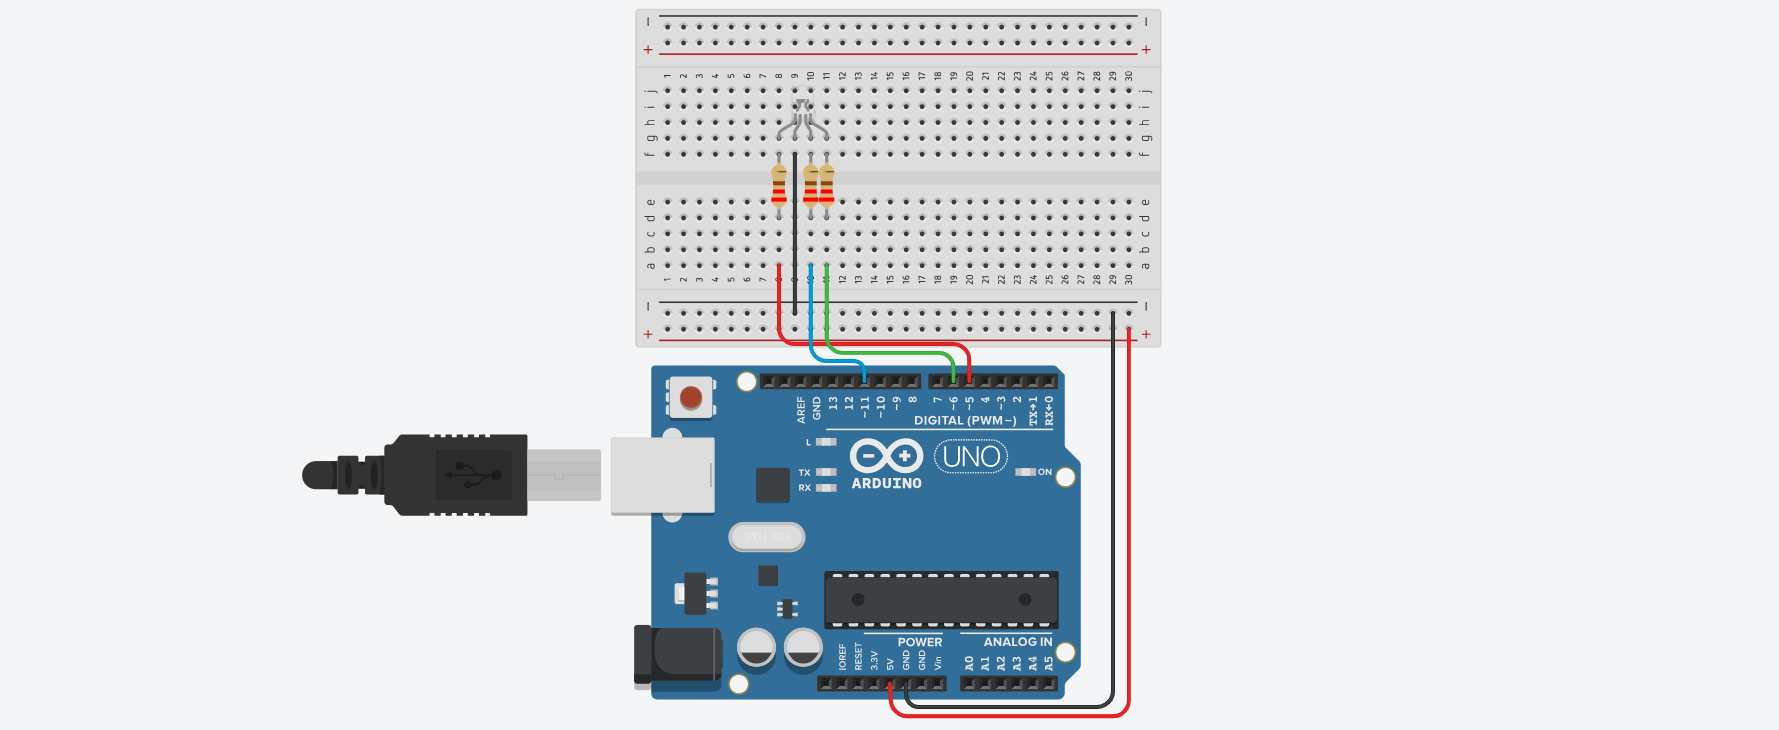 − −
+ +
1 2 3 4 5 6 7 8 9 10 11 12 13 14 15 16 17 18 19 20 21 22 23 24 25 26 27 28 29 30
j j
i i
h h
g g
f f
e e
d d
c c
b b
a a
1 2 3 4 5 6 7 12 13 14 15 16 17 18 19 20 21 22 23 24 25 26 27 28 29 30
− −
+ +
AREF GND 13 12 ~11 ~10 ~9 8 7 ~6 ~5 4 ~3 2 TX→1 RX←0
DIGITAL (PWM~)
L
TX
RX
UNO
ON
ARDUINO
POWER ANALOG IN
IOREF RESET 3.3V 5V GND GND Vin A0 A1 A2 A3 A4 A5